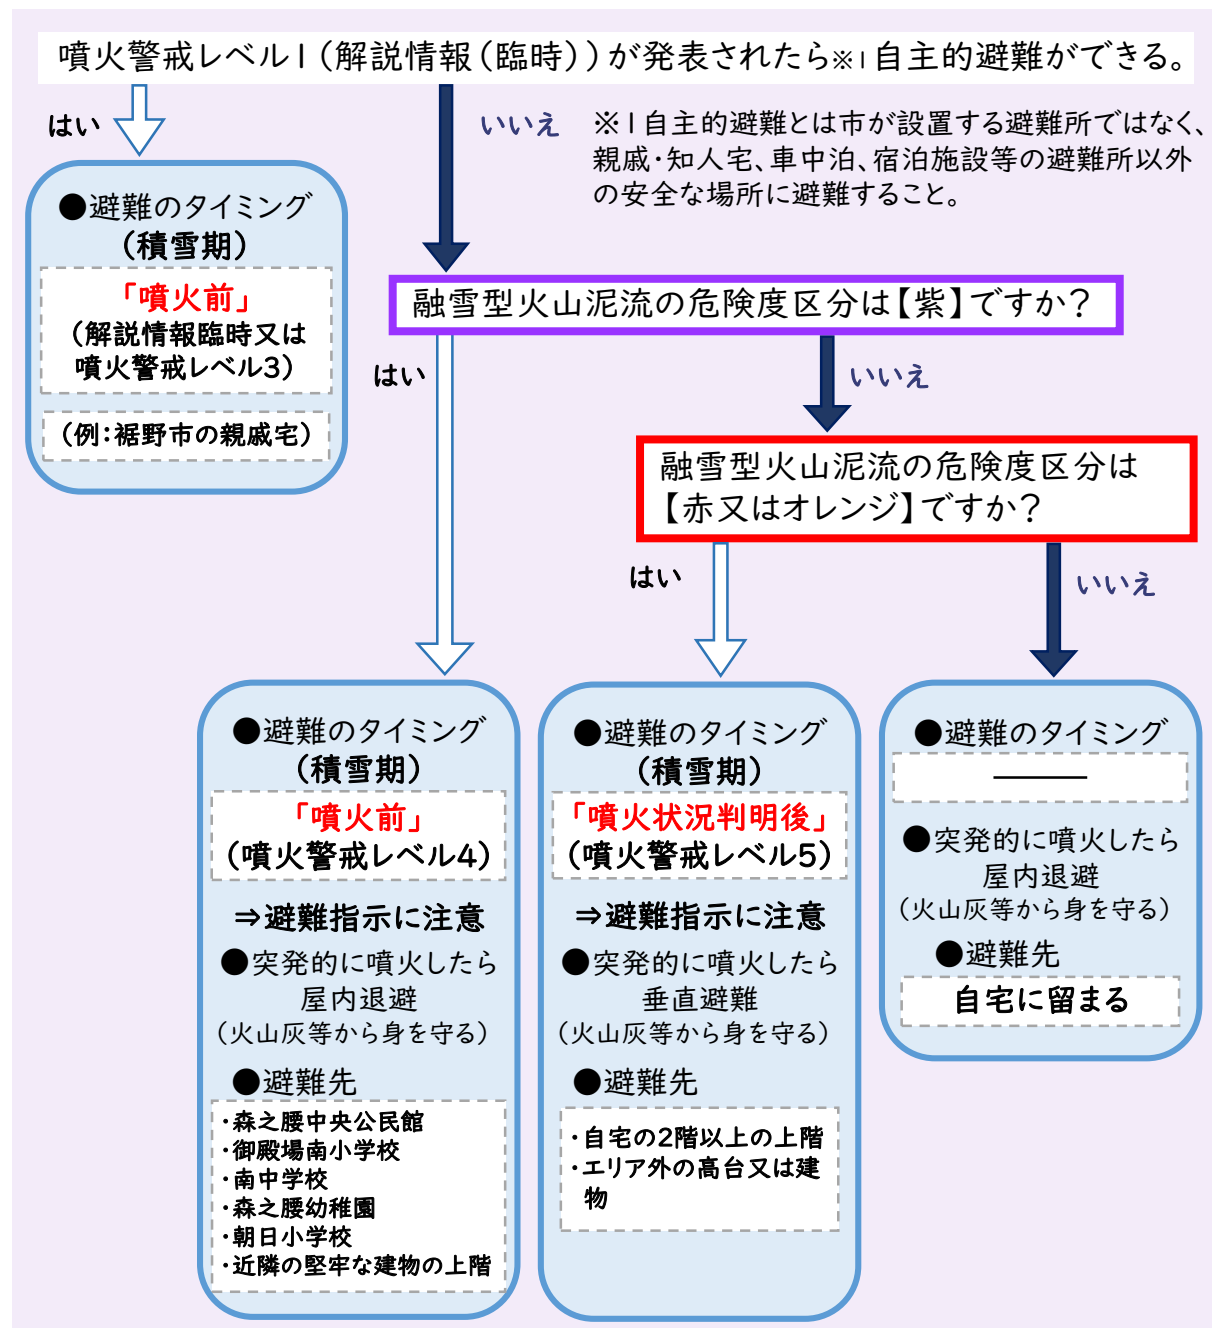 噴火警戒レベル1（解説情報（臨時））が発表されたら※1自主的避難ができる。
はい
いいえ
※1自主的避難とは市が設置する避難所ではなく、
親戚・知人宅、車中泊、宿泊施設等の避難所以外
の安全な場所に避難すること。
●避難のタイミング
（積雪期）
「噴火前」
（解説情報臨時又は
噴火警戒レベル3）
（例：裾野市の親戚宅）
融雪型火山泥流の危険度区分は【紫】ですか？
はい
いいえ
融雪型火山泥流の危険度区分は
【赤又はオレンジ】ですか？
はい
いいえ
●避難のタイミング
（積雪期）
「噴火前」
（噴火警戒レベル4）
⇒避難指示に注意
●突発的に噴火したら
屋内退避
（火山灰等から身を守る）
●避難先
・森之腰中央公民館
・御殿場南小学校
・南中学校
・森之腰幼稚園
・朝日小学校
・近隣の堅牢な建物の上階
●避難のタイミング
（積雪期）
「噴火状況判明後」
（噴火警戒レベル5）
⇒避難指示に注意
●突発的に噴火したら
垂直避難
（火山灰等から身を守る）
●避難先
・自宅の2階以上の上階
・エリア外の高台又は建
物
●避難のタイミング
―――
●突発的に噴火したら
屋内退避
（火山灰等から身を守る）
●避難先
自宅に留まる